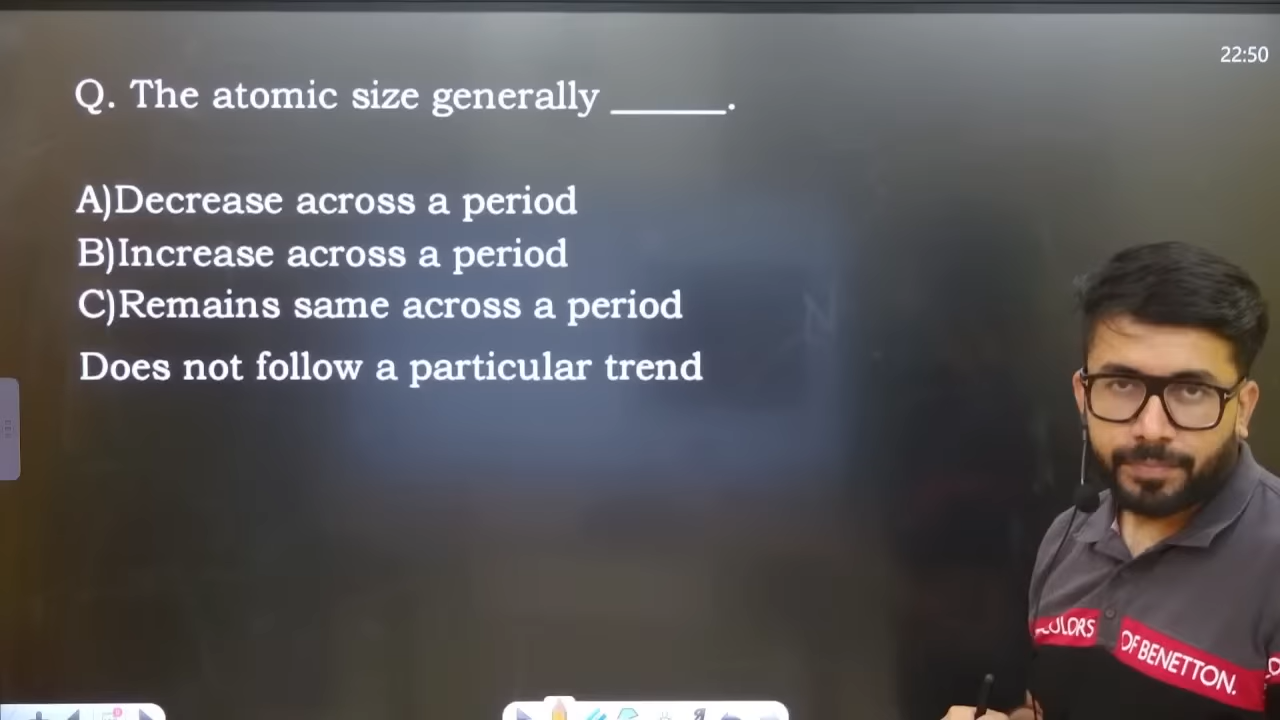 22:50
Q. The atomic size generally ______.
A)Decrease across a period
B)Increase across a period
C)Remains same across a period
Does not follow a particular trend
OF BENETTON.